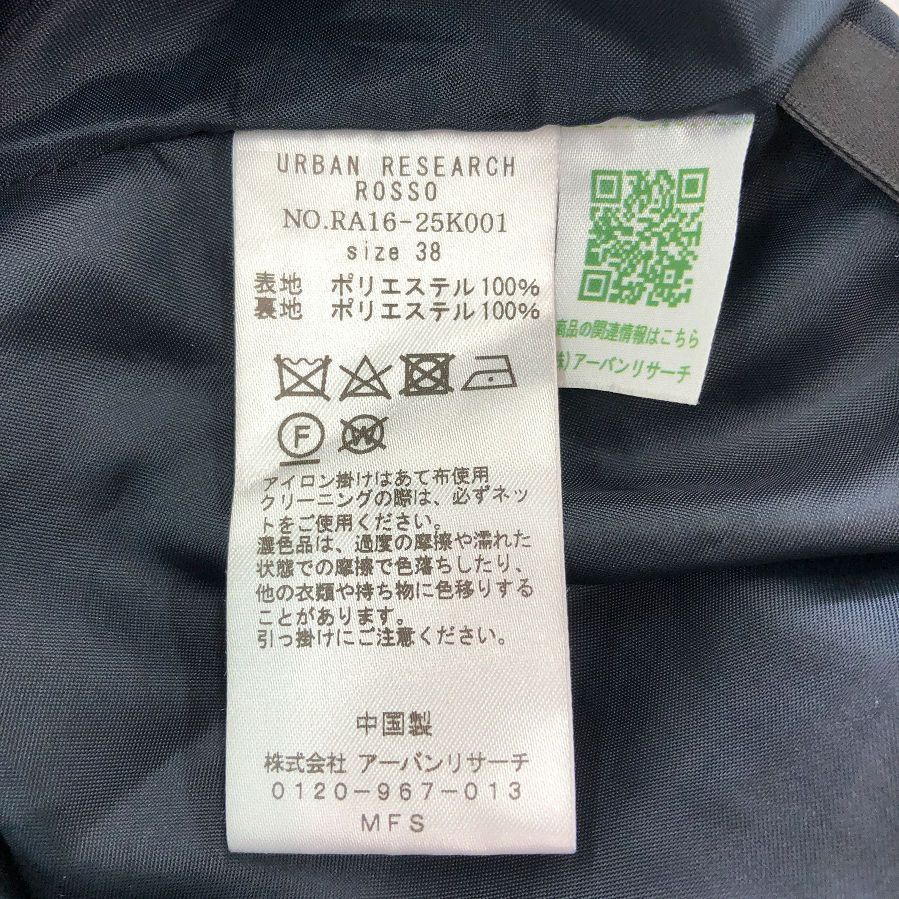 URBAN RESEARCH
ROSSO
NO.RA16-25K001
size 38
表地 ポリエステル100%
裏地 ポリエステル100%
F
W
アイロン掛けはあて布使用
クリーニングの際は、必ずネッ
トをご使用ください。
濃色品は、過度の摩擦や濡れた
状態での摩擦で色落ちしたり、
他の衣類や持ち物に色移りする
ことがあります。
引っ掛けにご注意ください。
中国製
株式会社 アーバンリサーチ
0120-967-013
MFS
商品の関連情報はこちら
株)アーバンリサーチ